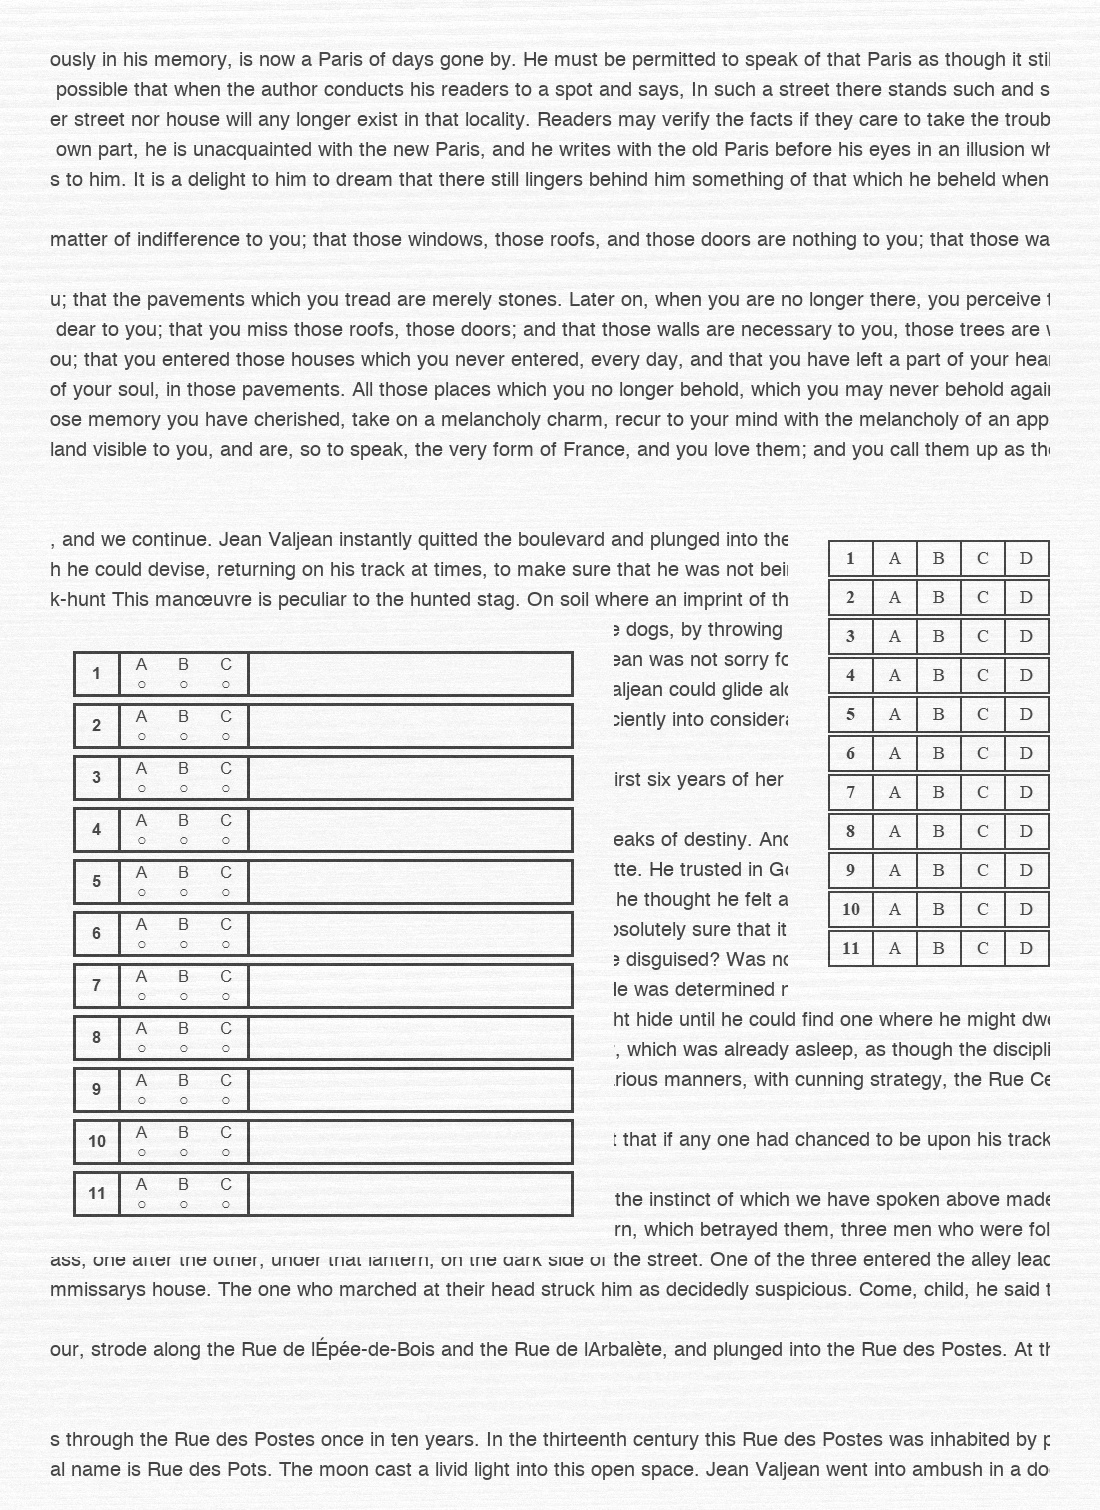 ously in his memory, is now a Paris of days gone by. He must be permitted to speak of that Paris as though it stil
possible that when the author conducts his readers to a spot and says, In such a street there stands such and s
er street nor house will any longer exist in that locality. Readers may verify the facts if they care to take the troub
own part, he is unacquainted with the new Paris, and he writes with the old Paris before his eyes in an illusion wh
s to him. It is a delight to him to dream that there still lingers behind him something of that which he beheld when
matter of indifference to you; that those windows, those roofs, and those doors are nothing to you; that those wa
u; that the pavements which you tread are merely stones. Later on, when you are no longer there, you perceive
dear to you; that you miss those roofs, those doors; and that those walls are necessary to you, those trees are
ou; that you entered those houses which you never entered, every day, and that you have left a part of your hear
of your soul, in those pavements. All those places which you no longer behold, which you may never behold again
ose memory you have cherished, take on a melancholy charm, recur to your mind with the melancholy of an app
land visible to you, and are, so to speak, the very form of France, and you love them; and you call them up as the
, and we continue. Jean Valjean instantly quitted the boulevard and plunged into the
h he could devise, returning on his track at times, to make sure that he was not bei
k-hunt This manœuvre is peculiar to the hunted stag. On soil where an imprint of th
e dogs, by throwing
ean was not sorry fo
aljean could glide alo
ciently into considera
irst six years of her
eaks of destiny. And
tte. He trusted in Go
he thought he felt a
osolutely sure that it
e disguised? Was no
He was determined
ht hide until he could find one where he might dwe
, which was already asleep, as though the discipli
rious manners, with cunning strategy, the Rue Ce
that if any one had chanced to be upon his track
the instinct of which we have spoken above made
rn, which betrayed them, three men who were fol
ass, one after the other, under that lantern, on the dark side of the street. One of the three entered the alley lead
mmissarys house. The one who marched at their head struck him as decidedly suspicious. Come, child, he said
our, strode along the Rue de lÉpée-de-Bois and the Rue de lArbalète, and plunged into the Rue des Postes. At th
s through the Rue des Postes once in ten years. In the thirteenth century this Rue des Postes was inhabited by p
al name is Rue des Pots. The moon cast a livid light into this open space. Jean Valjean went into ambush in a do
1 A B C
2 A B C
3 A B C
4 A B C
5 A B C
6 A B C
7 A B C
8 A B C
9 A B C
10 A B C
11 A B C
1 A B C D
2 A B C D
3 A B C D
4 A B C D
5 A B C D
6 A B C D
7 A B C D
8 A B C D
9 A B C D
10 A B C D
11 A B C D